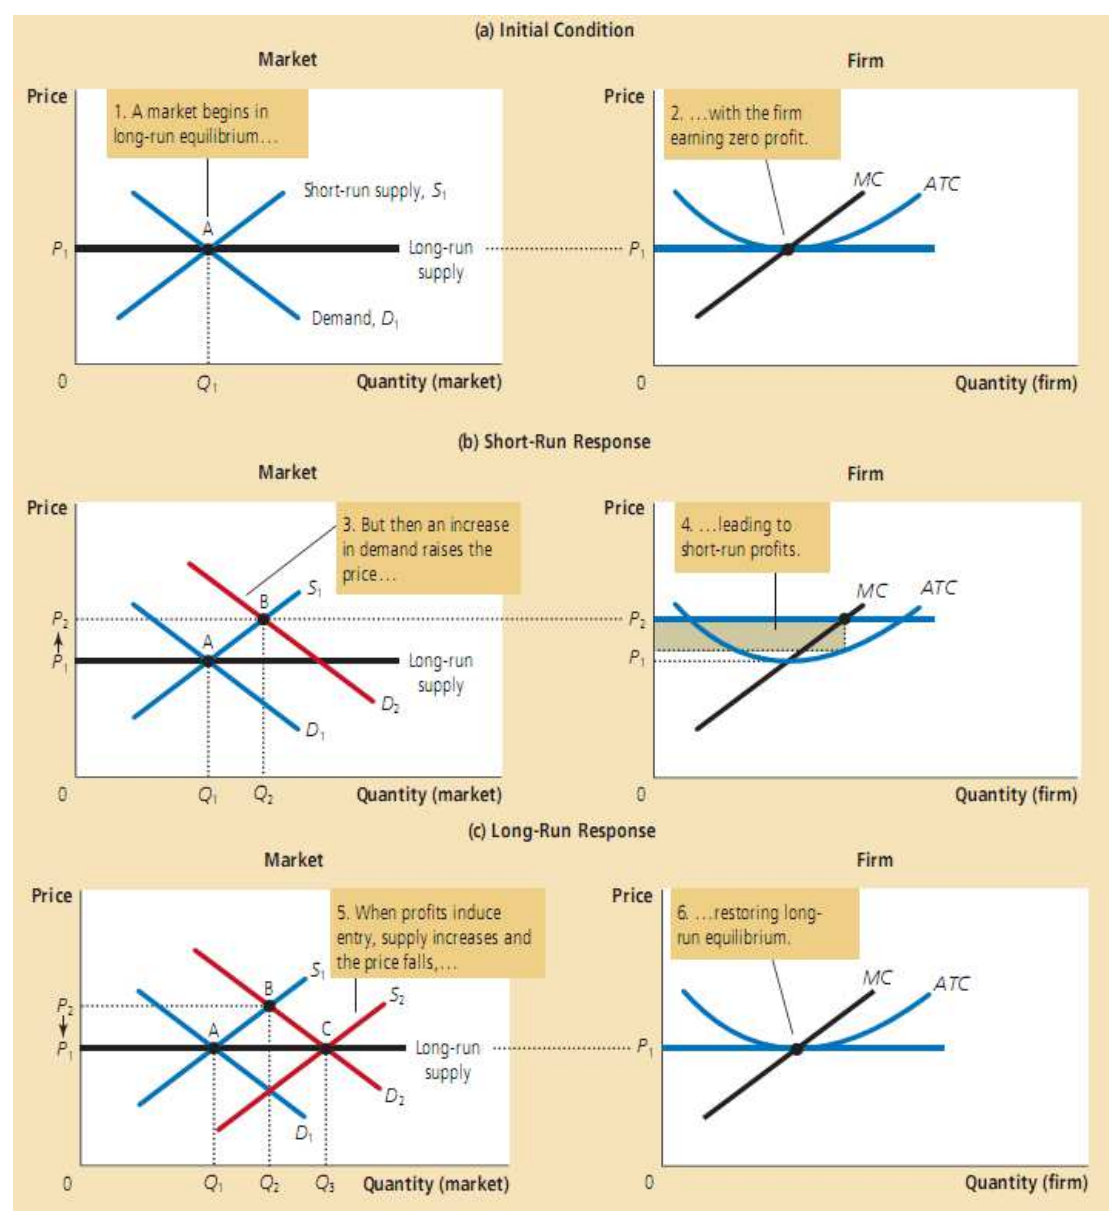 (a) Initial Condition
Market
Firm
Price
1. A market begins in
long-run equilibrium…
Short-run supply, S₁
A
P₁
Long-run
supply
Demand, D₁
0
Q₁
Quantity (market)
Price
2. …with the firm
earning zero profit.
MC
ATC
P₁
0
Quantity (firm)
(b) Short-Run Response
Market
Firm
Price
3. But then an increase
in demand raises the
price…
S₁
B
P₂
A
P₁
Long-run
supply
D₂
D₁
0
Q₁
Q₂
Quantity (market)
Price
4. …leading to
short-run profits.
MC
ATC
P₂
P₁
0
Quantity (firm)
(c) Long-Run Response
Market
Firm
Price
5. When profits induce
entry, supply increases and
the price falls,…
S₁
B
S₂
P₂
A
C
P₁
Long-run
supply
D₂
D₁
0
Q₁
Q₂
Q₃
Quantity (market)
Price
6. …restoring long-
run equilibrium.
MC
ATC
P₁
0
Quantity (firm)